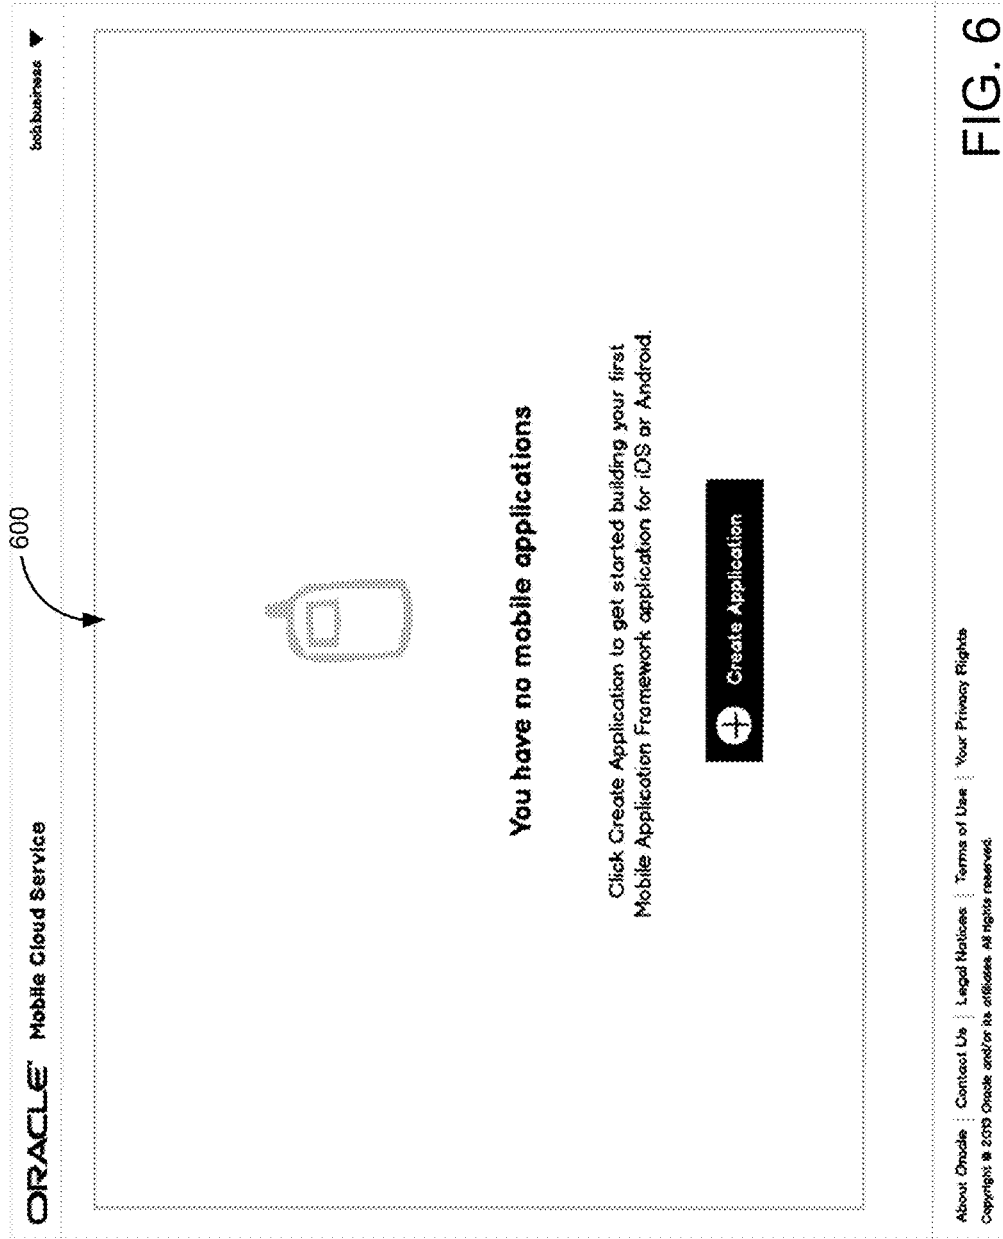 600
ORACLE Mobile Cloud Service
bob business
You have no mobile applications
Click Create Application to get started building your first
Mobile Application Framework application for iOS or Android.
Create Application
About Oracle | Contact Us | Legal Notices | Terms of Use | Your Privacy Rights
Copyright © 2013 Oracle and/or its affiliates. All rights reserved.
FIG. 6